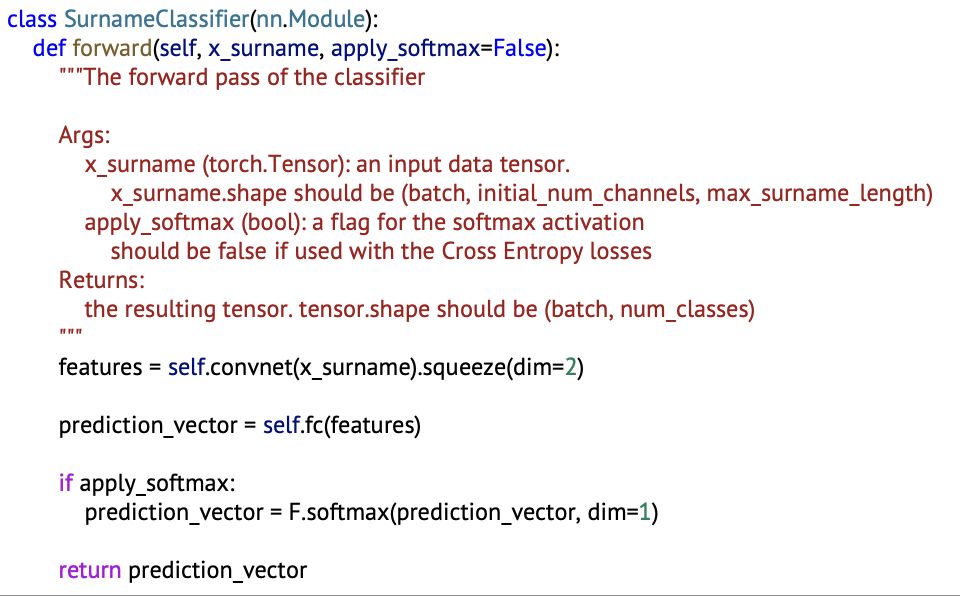 class SurnameClassifier(nn.Module):
def forward(self, x_surname, apply_softmax=False):
"""The forward pass of the classifier
Args:
x_surname (torch.Tensor): an input data tensor.
x_surname.shape should be (batch, initial_num_channels, max_surname_length)
apply_softmax (bool): a flag for the softmax activation
should be false if used with the Cross Entropy losses
Returns:
the resulting tensor. tensor.shape should be (batch, num_classes)
"""
features = self.convnet(x_surname).squeeze(dim=2)
prediction_vector = self.fc(features)
if apply_softmax:
prediction_vector = F.softmax(prediction_vector, dim=1)
return prediction_vector